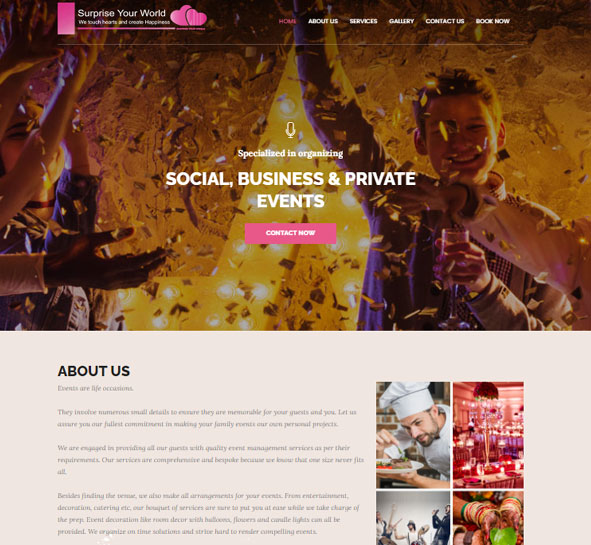 Surprise Your World
We touch hearts and create Happiness
HOME ABOUT US SERVICES GALLERY CONTACT US BOOK NOW
Specialized in organizing
SOCIAL, BUSINESS & PRIVATE
EVENTS
CONTACT NOW
ABOUT US
Events are life occasions.
They involve numerous small details to ensure they are memorable for your guests and you. Let us
assure you our fullest commitment in making your family events our own personal projects.
We are engaged in providing all our guests with quality event management services as per their
requirements. Our services are comprehensive and bespoke because we know that one size never fits
all.
Besides finding the venue, we also make all arrangements for your events. From entertainment,
decoration, catering etc, our bouquet of services are sure to put you at ease while we take charge of
the prep. Event decoration like room decor with balloons, flowers and candle lights can all be
provided. We organize on time solutions and strive hard to render compelling events.